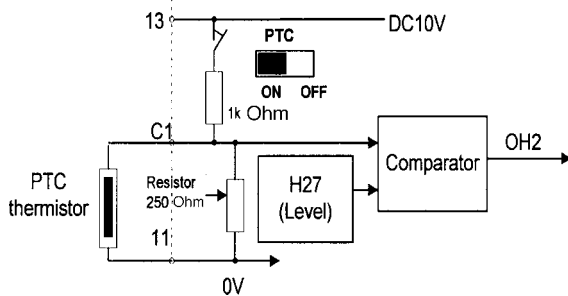 13
DC10V
PTC
ON OFF
1k Ohm
C1
PTC
thermistor
Resistor
250 Ohm
H27
(Level)
Comparator
OH2
11
0V